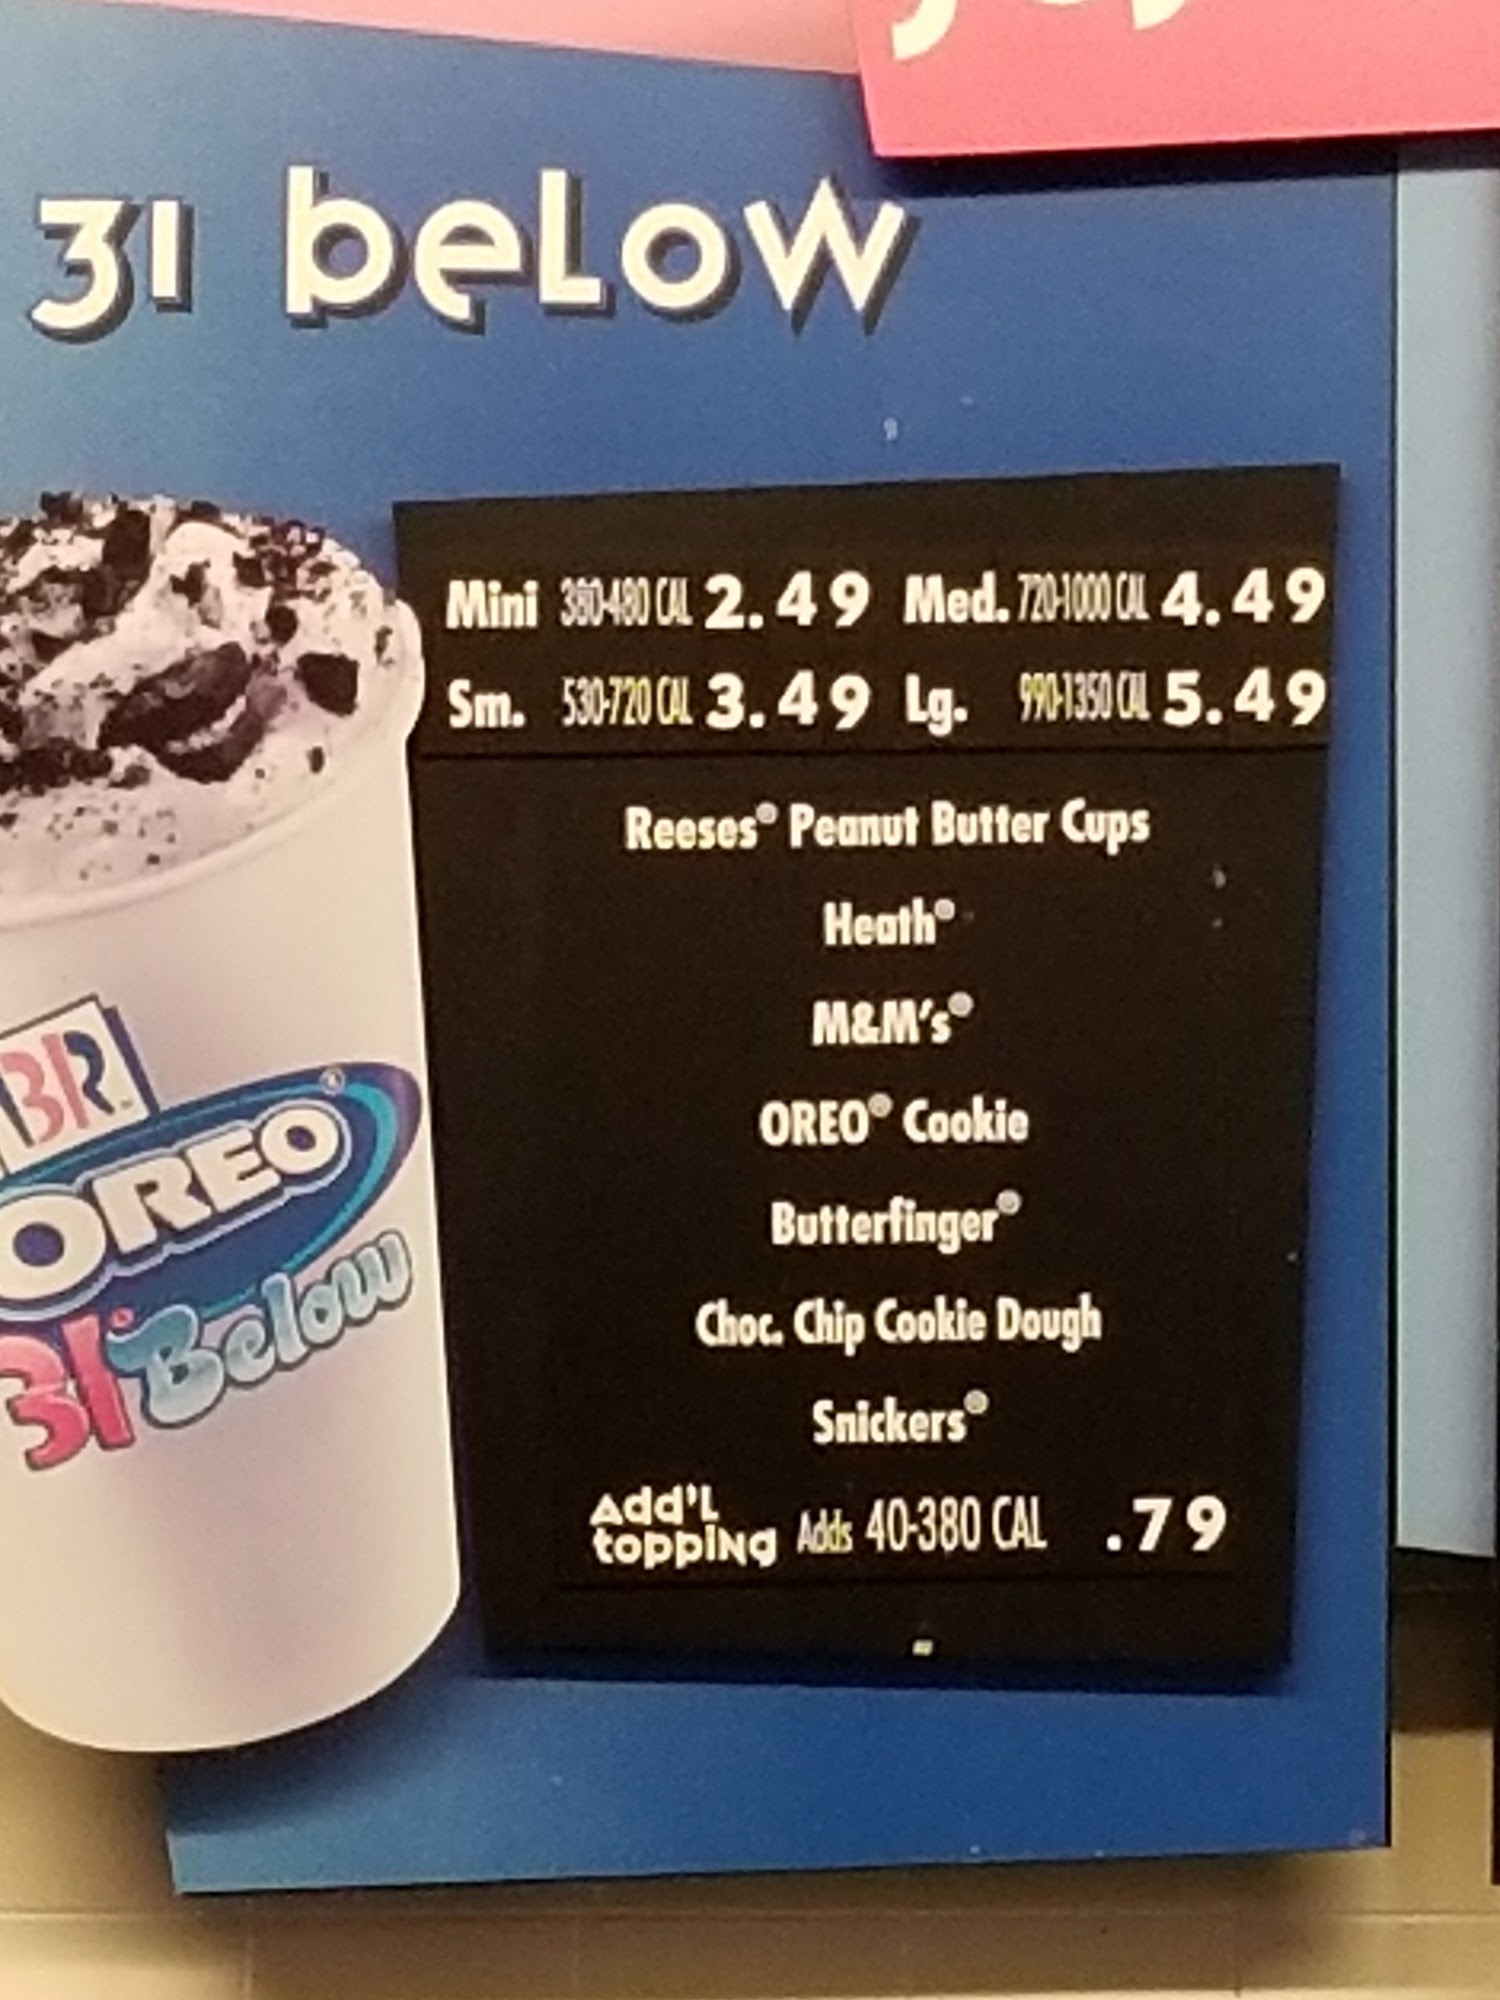 31 below
Mini 380-480 CAL 2.49 Med. 720-1000 CAL 4.49
Sm. 530-720 CAL 3.49 Lg. 990-1350 CAL 5.49
Reeses® Peanut Butter Cups
Heath®
M&M's®
OREO® Cookie
Butterfinger®
Choc. Chip Cookie Dough
Snickers®
Add'l
topping Adds 40-380 CAL .79
BR
OREO®
31° Below